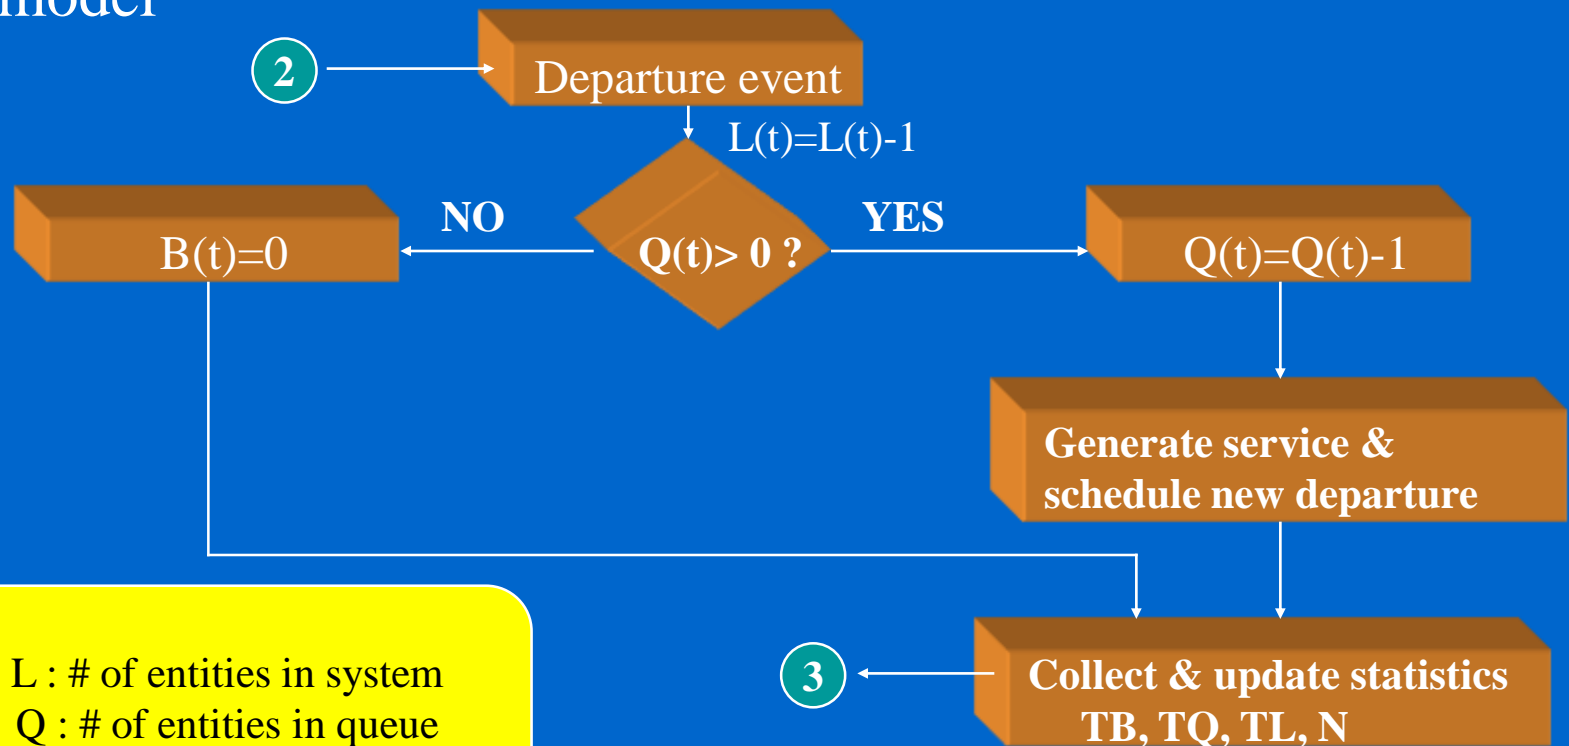 model
2
Departure event
L(t)=L(t)-1
NO
YES
B(t)=0
Q(t)> 0 ?
Q(t)=Q(t)-1
Generate service &
schedule new departure
L : # of entities in system
Q : # of entities in queue
3
Collect & update statistics
TB, TQ, TL, N